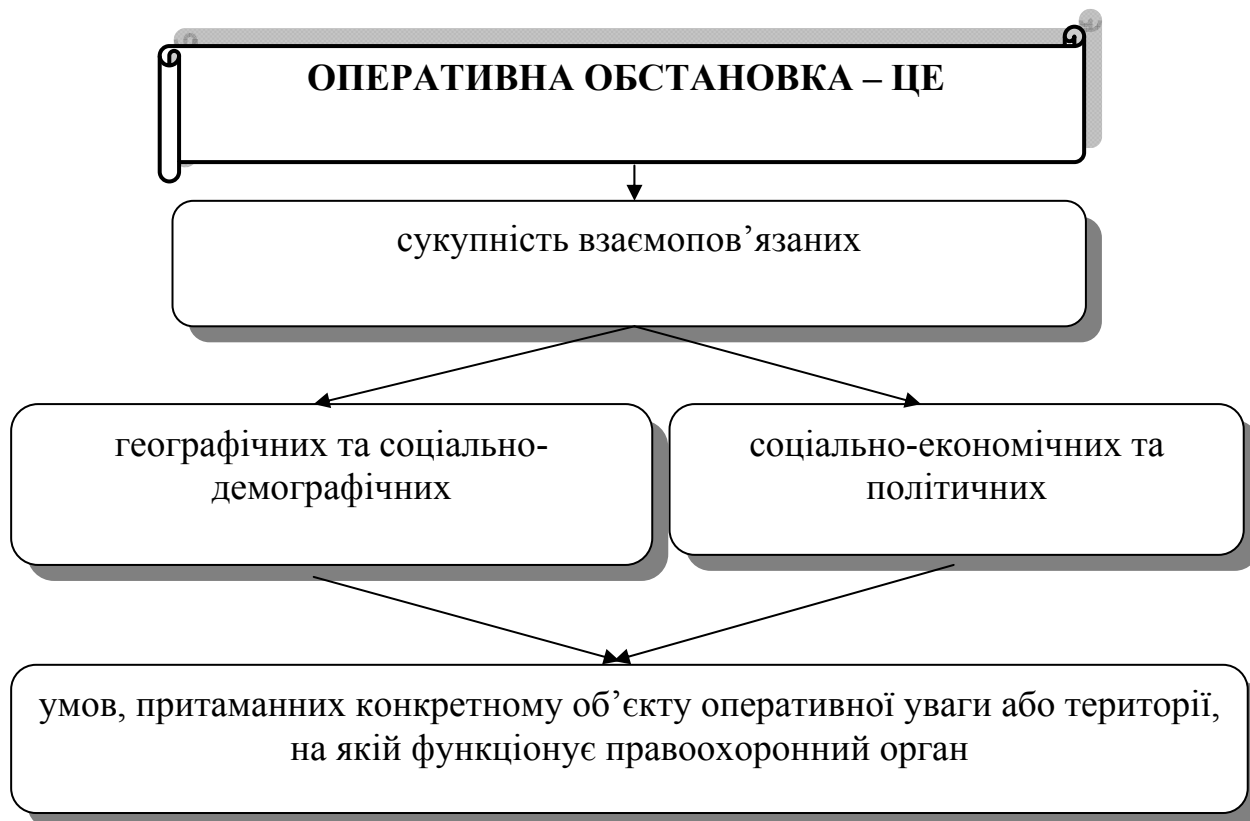 ОПЕРАТИВНА ОБСТАНОВКА – ЦЕ
сукупність взаємопов’язаних
географічних та соціально-
демографічних
соціально-економічних та
політичних
умов, притаманних конкретному об’єкту оперативної уваги або території,
на якій функціонує правоохоронний орган